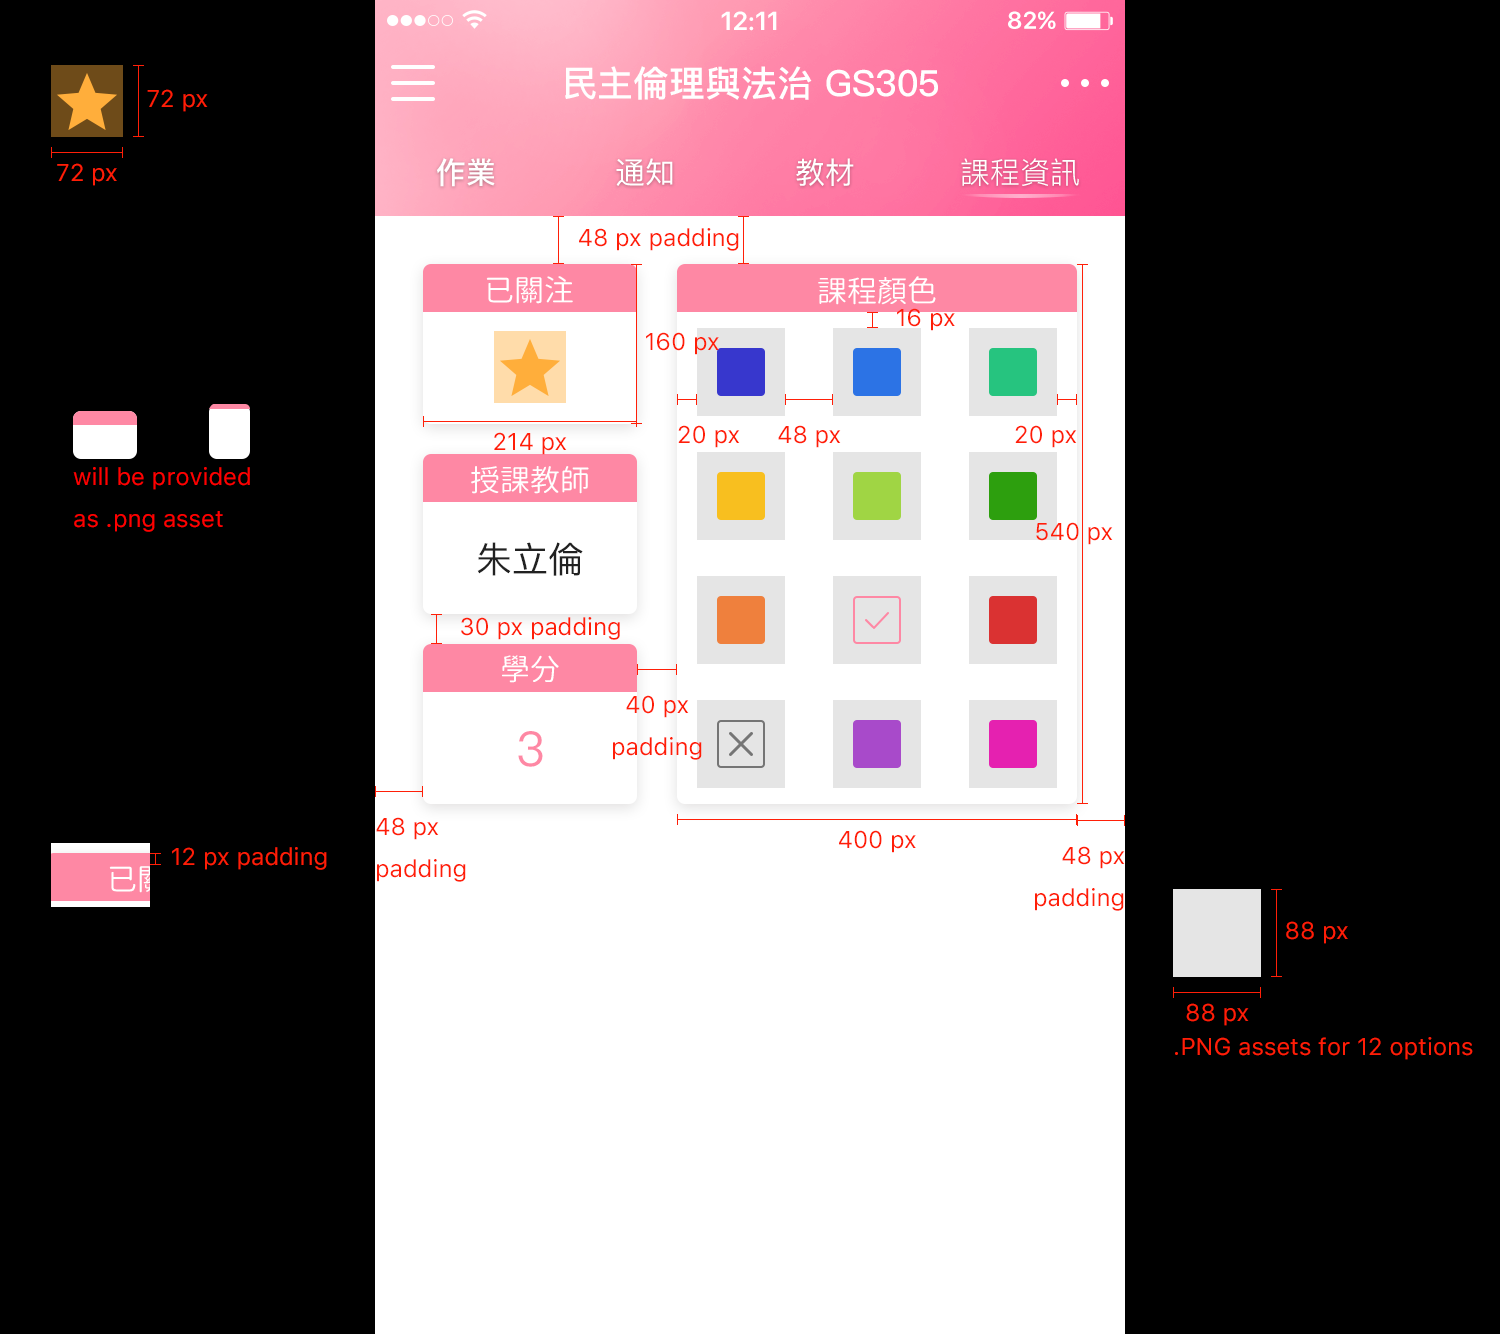 12:11
82%
民主倫理與法治 GS305
作業
通知
教材
課程資訊
72 px
72 px
48 px padding
已關注
課程顏色
16 px
160 px
20 px
48 px
20 px
214 px
授課教師
朱立倫
540 px
30 px padding
學分
3
40 px
padding
48 px
padding
400 px
48 px
padding
will be provided
as .png asset
已
12 px padding
88 px
88 px
.PNG assets for 12 options